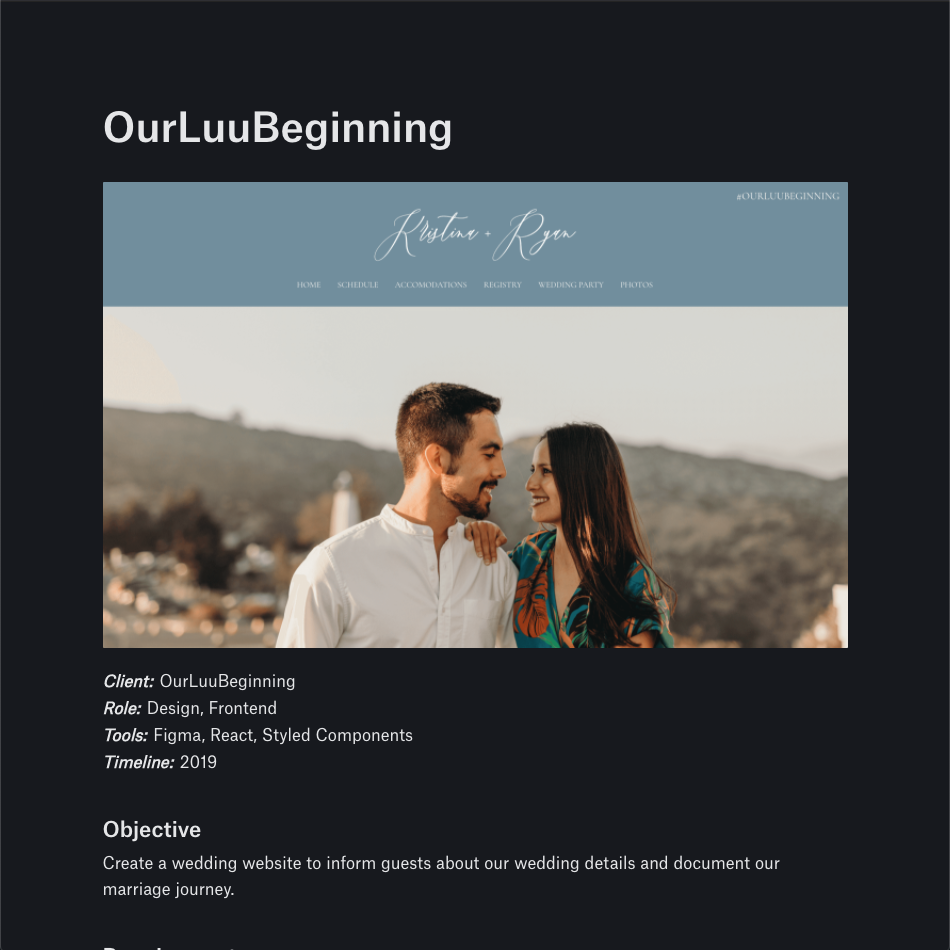 OurLuuBeginning
#OURLUUBEGINNING
Kristina + Ryan
HOME SCHEDULE ACCOMODATIONS REGISTRY WEDDING PARTY PHOTOS
Client: OurLuuBeginning
Role: Design, Frontend
Tools: Figma, React, Styled Components
Timeline: 2019
Objective
Create a wedding website to inform guests about our wedding details and document our
marriage journey.